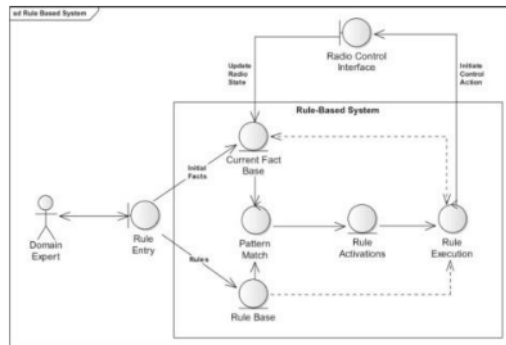 sd Rule Based System
Radio Control
Interface
Update
Radio
State
Initiate
Control
Action
Rule-Based System
Initial
Facts
Current Fact
Base
Domain
Expert
Rule
Entry
Pattern
Match
Rule
Activations
Rule
Execution
Rules
Rule Base